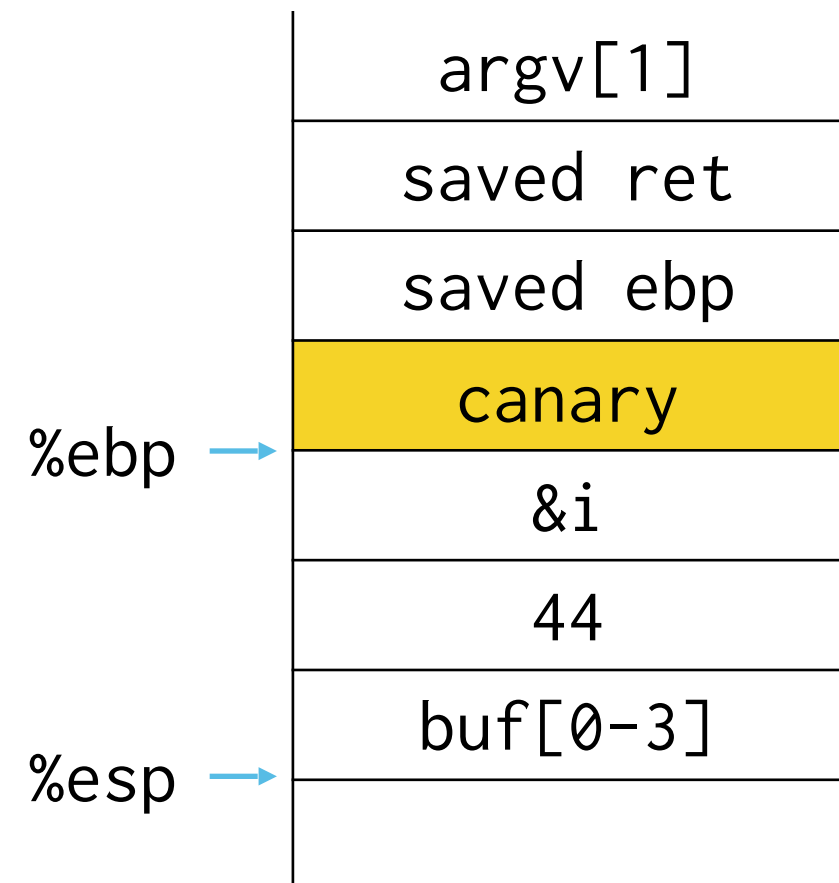 argv[1]
saved ret
saved ebp
canary
%ebp
&i
44
buf[0-3]
%esp